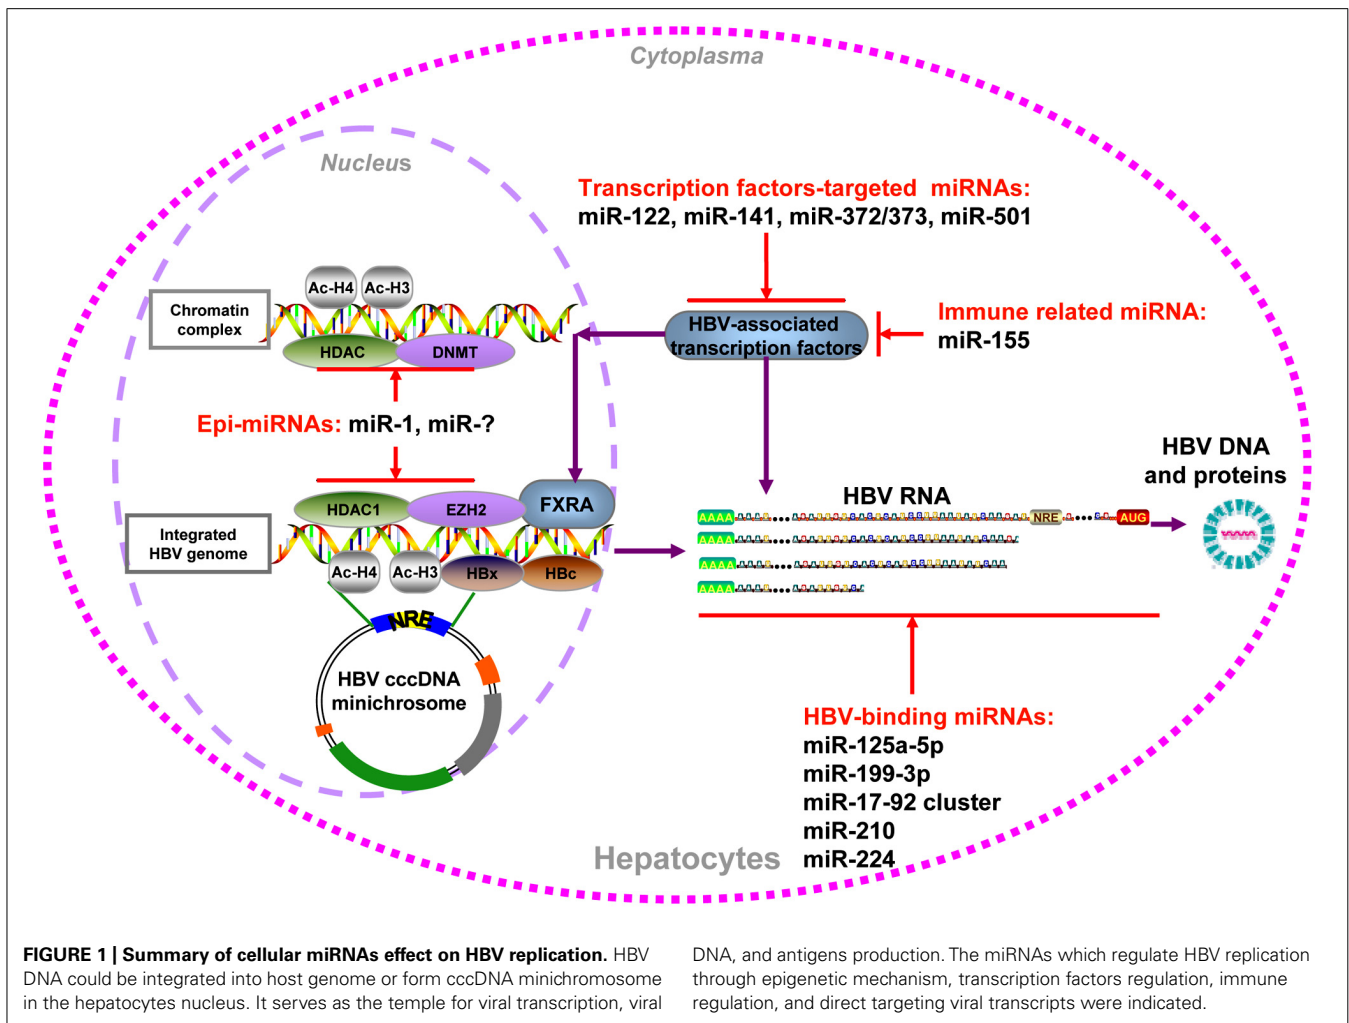 Cytoplasma
Nucleus
Transcription factors-targeted miRNAs:
miR-122, miR-141, miR-372/373, miR-501
Ac-H4
Ac-H3
Chromatin
complex
HDAC
DNMT
HBV-associated
transcription factors
Immune related miRNA:
miR-155
Epi-miRNAs: miR-1, miR-?
HBV DNA
and proteins
HDAC1
EZH2
FXRA
HBV RNA
Integrated
HBV genome
AAAA
NRE
AUG
AAAA
AAAA
AAAA
Ac-H4
Ac-H3
HBx
HBc
NRE
HBV cccDNA
minichrosome
HBV-binding miRNAs:
miR-125a-5p
miR-199-3p
miR-17-92 cluster
miR-210
miR-224
Hepatocytes
FIGURE 1 | Summary of cellular miRNAs effect on HBV replication. HBV
DNA could be integrated into host genome or form cccDNA minichromosome
in the hepatocytes nucleus. It serves as the temple for viral transcription, viral
DNA, and antigens production. The miRNAs which regulate HBV replication
through epigenetic mechanism, transcription factors regulation, immune
regulation, and direct targeting viral transcripts were indicated.